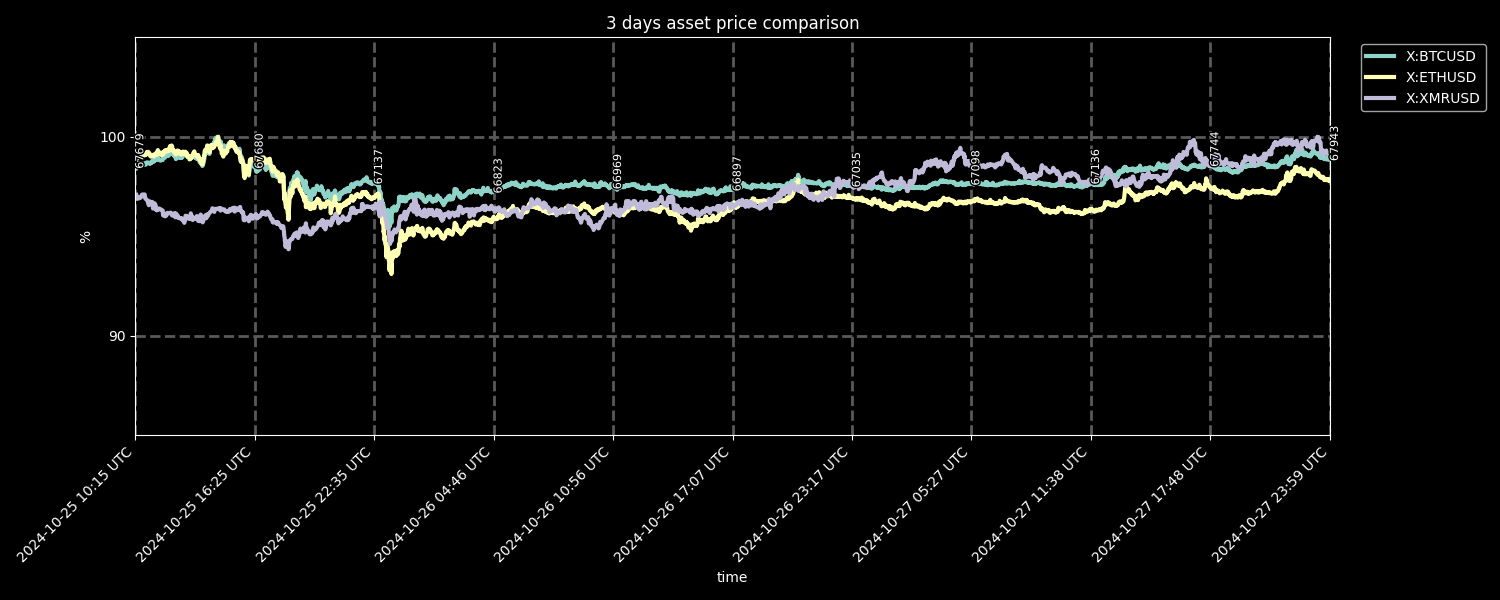 3 days asset price comparison
X:BTCUSD
X:ETHUSD
X:XMRUSD
100
90
%
67679
67680
67137
66823
66969
66897
67035
67098
67136
67744
67943
2024-10-25 10:15 UTC
2024-10-25 16:25 UTC
2024-10-25 22:35 UTC
2024-10-26 04:46 UTC
2024-10-26 10:56 UTC
2024-10-26 17:07 UTC
2024-10-26 23:17 UTC
2024-10-27 05:27 UTC
2024-10-27 11:38 UTC
2024-10-27 17:48 UTC
2024-10-27 23:59 UTC
time